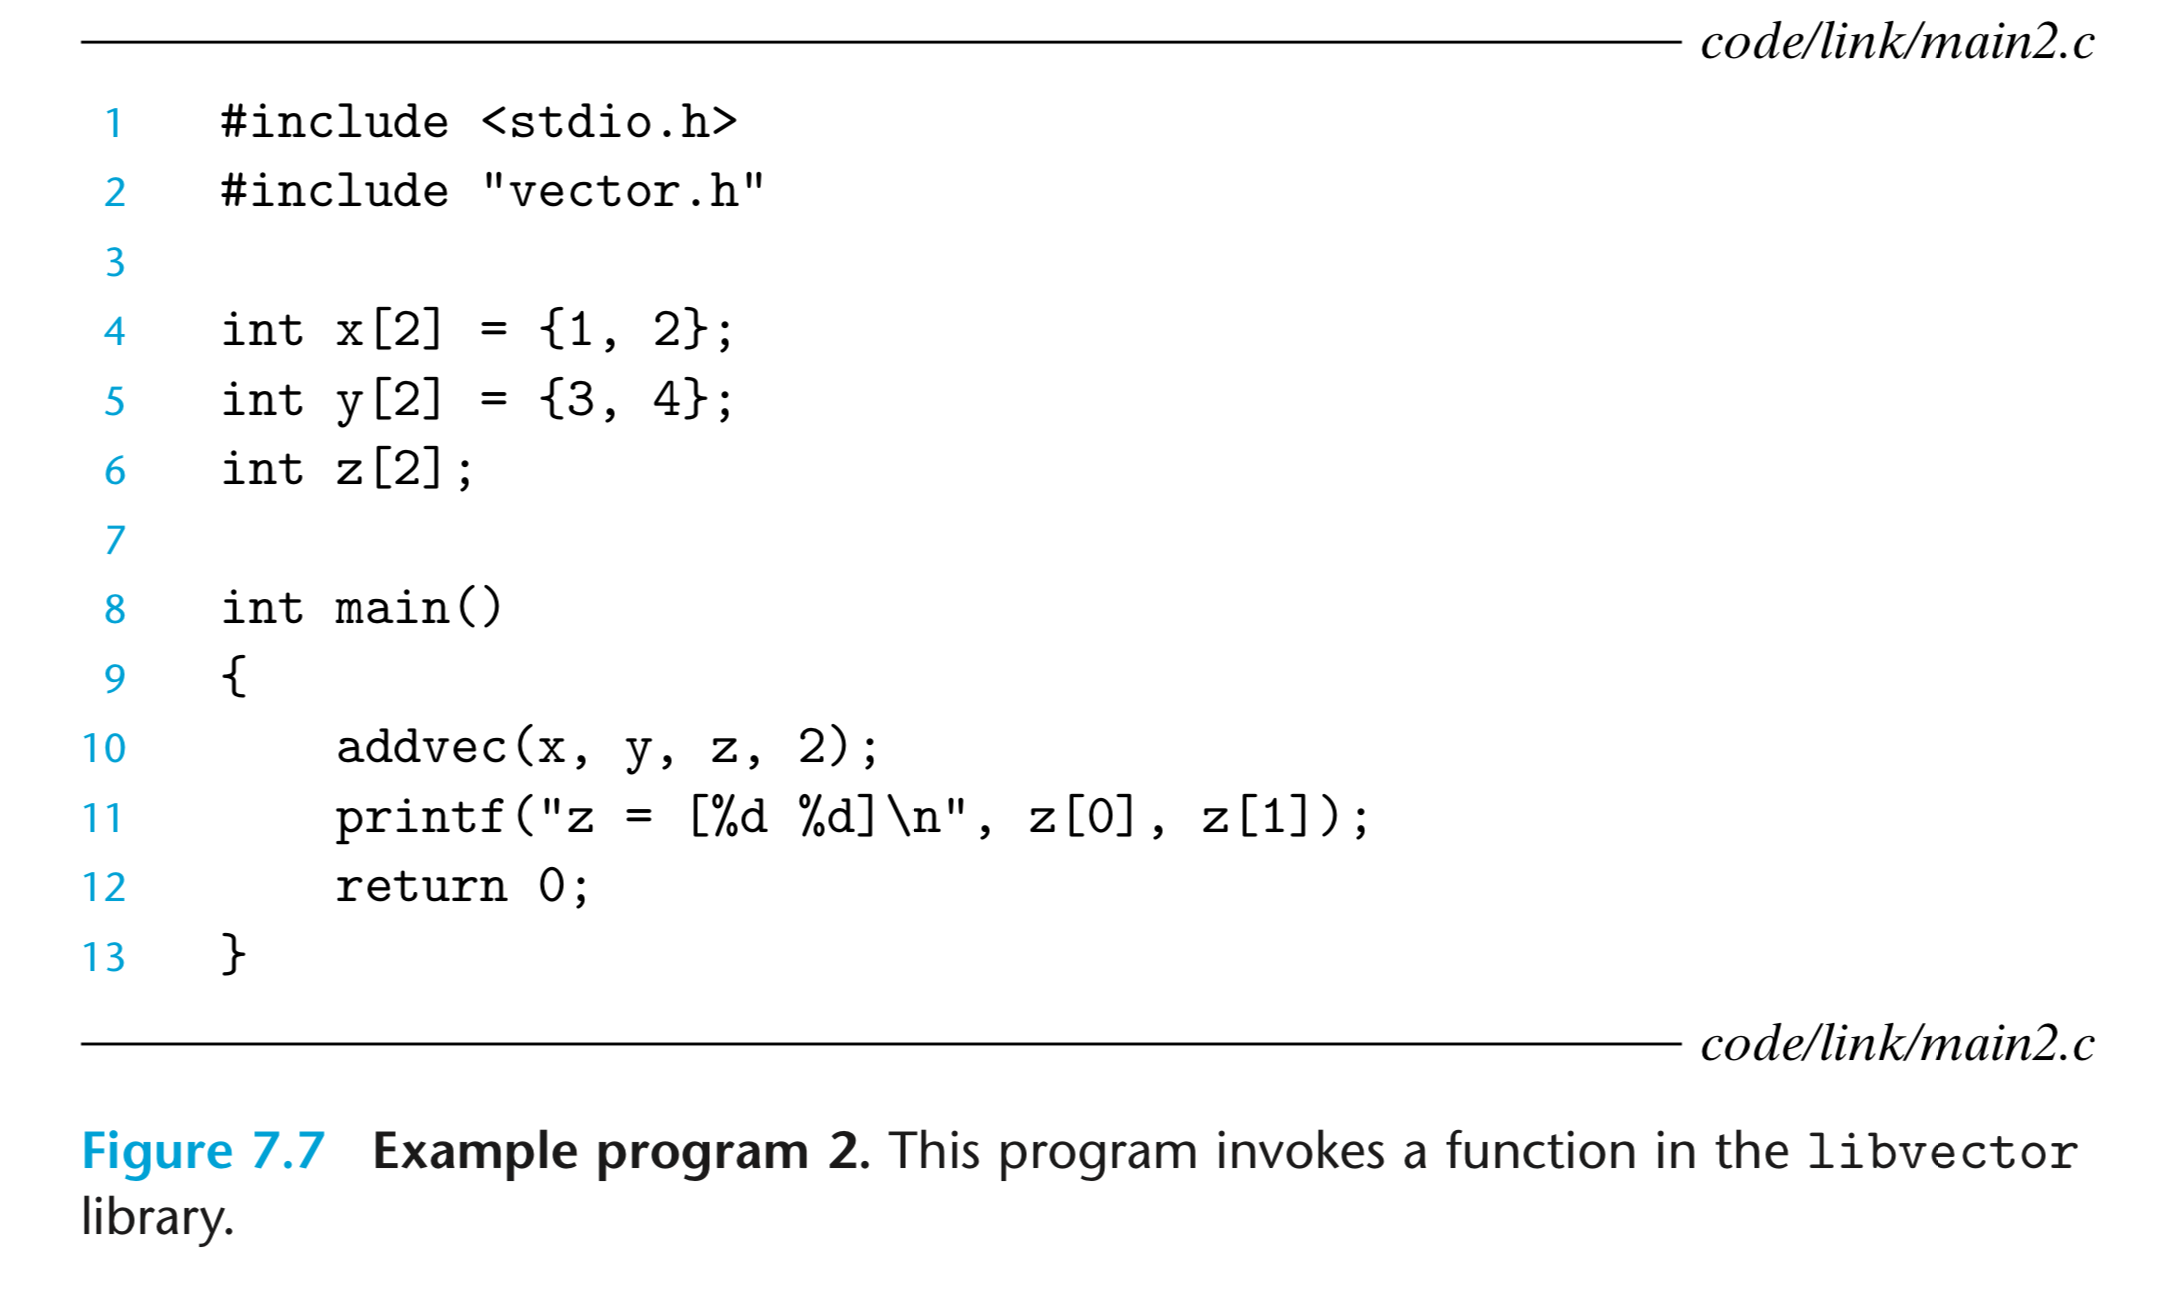 code/link/main2.c
1 #include <stdio.h>
2 #include "vector.h"
3
4 int x[2] = {1, 2};
5 int y[2] = {3, 4};
6 int z[2];
7
8 int main()
9 {
10 addvec(x, y, z, 2);
11 printf("z = [%d %d]\n", z[0], z[1]);
12 return 0;
13 }
code/link/main2.c
Figure 7.7 Example program 2. This program invokes a function in the libvector
library.